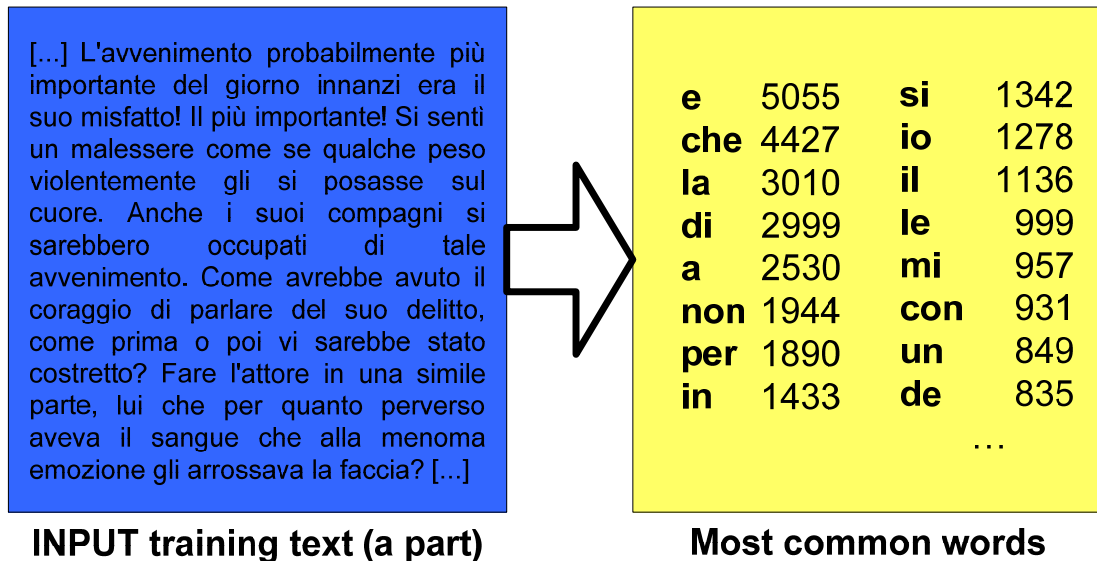 [...] L'avvenimento probabilmente più
importante del giorno innanzi era il
suo misfatto! Il più importante! Si sentì
un malessere come se qualche peso
violentemente gli si posasse sul
cuore. Anche i suoi compagni si
sarebbero occupati di tale
avvenimento. Come avrebbe avuto il
coraggio di parlare del suo delitto,
come prima o poi vi sarebbe stato
costretto? Fare l'attore in una simile
parte, lui che per quanto perverso
aveva il sangue che alla menoma
emozione gli arrossava la faccia? [...]
INPUT training text (a part)
e 5055 si 1342
che 4427 io 1278
la 3010 il 1136
di 2999 le 999
a 2530 mi 957
non 1944 con 931
per 1890 un 849
in 1433 de 835
...
Most common words